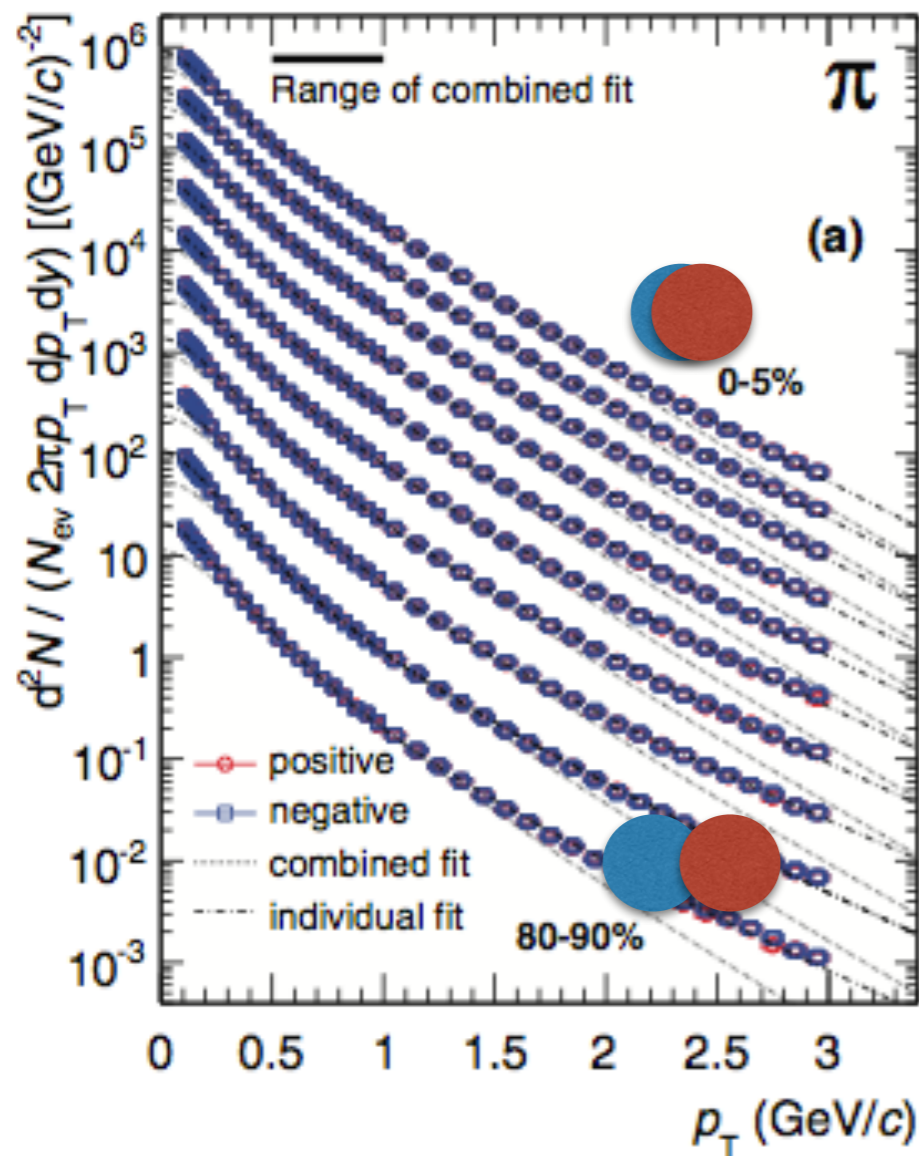 d²N / (N_ev 2πp_T dp_T dy) [(GeV/c)⁻²]
10⁶
10⁵
10⁴
10³
10²
10
1
10⁻¹
10⁻²
10⁻³
Range of combined fit
π
(a)
0-5%
positive
negative
combined fit
individual fit
80-90%
0 0.5 1 1.5 2 2.5 3
p_T (GeV/c)